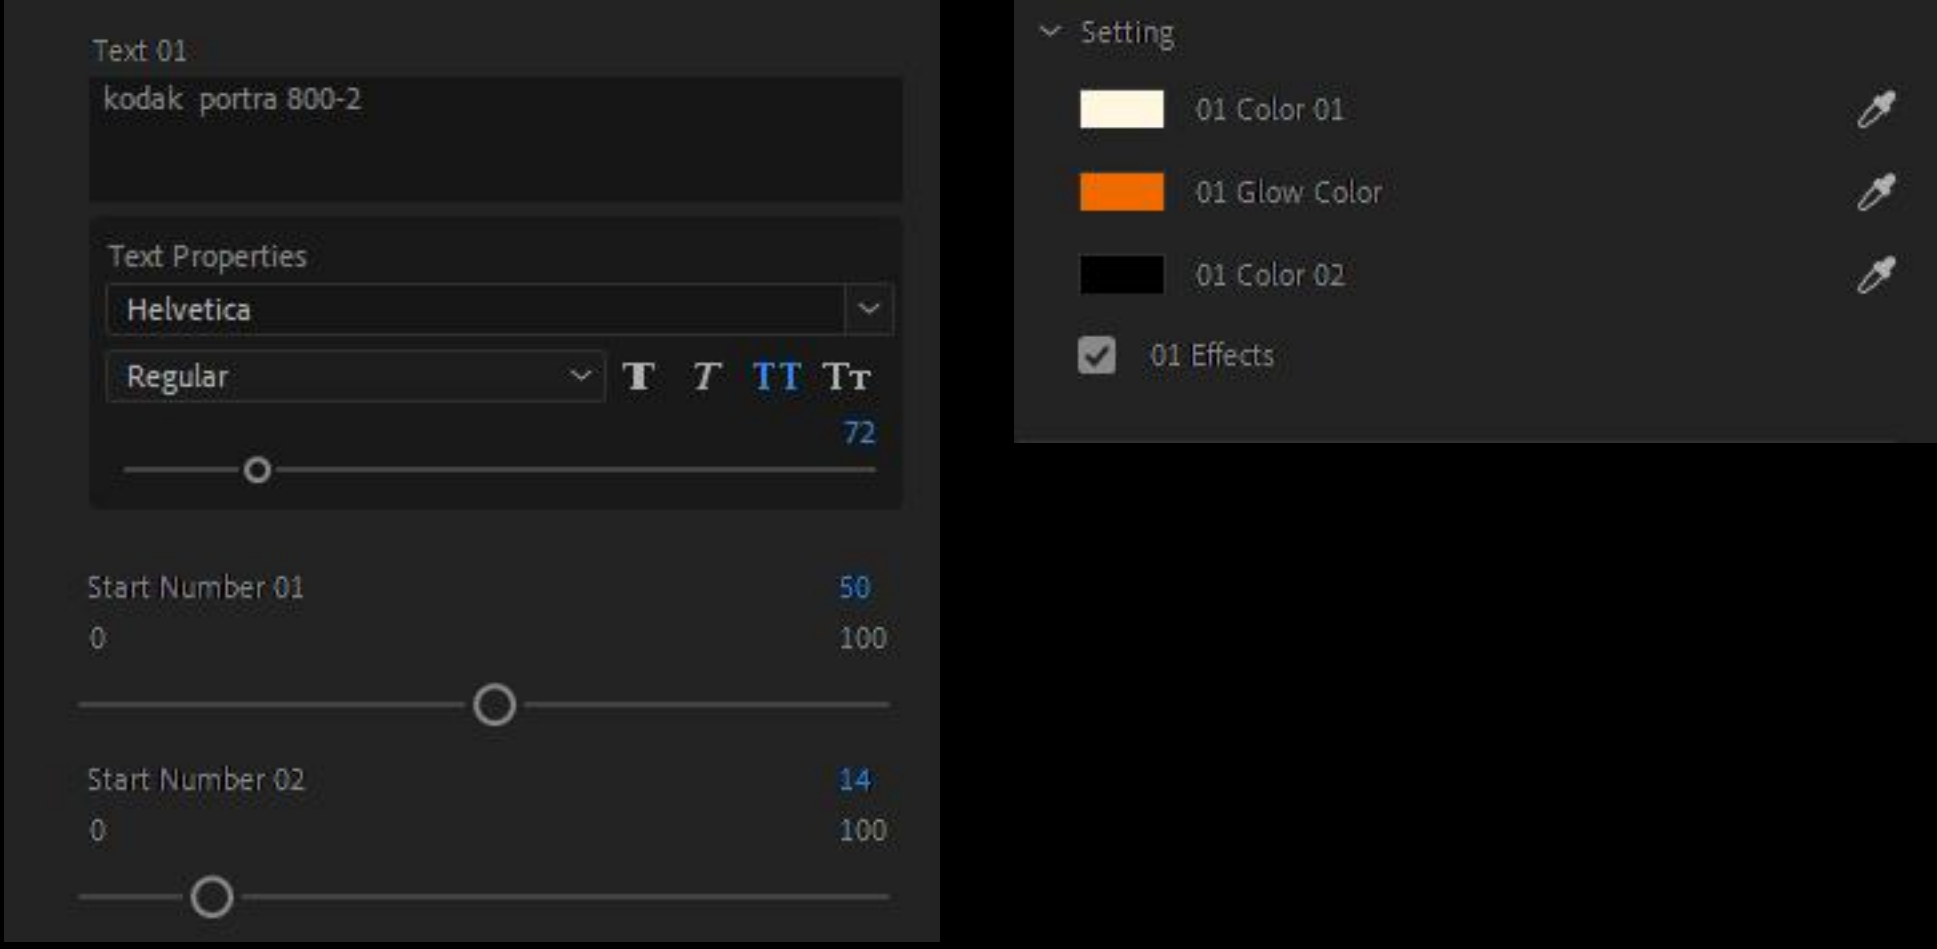 Text 01
kodak  portra 800-2
Text Properties
Helvetica
Regular T T TT Tᴛ
72
Start Number 01 50
0 100
Start Number 02 14
0 100
Setting
01 Color 01
01 Glow Color
01 Color 02
01 Effects